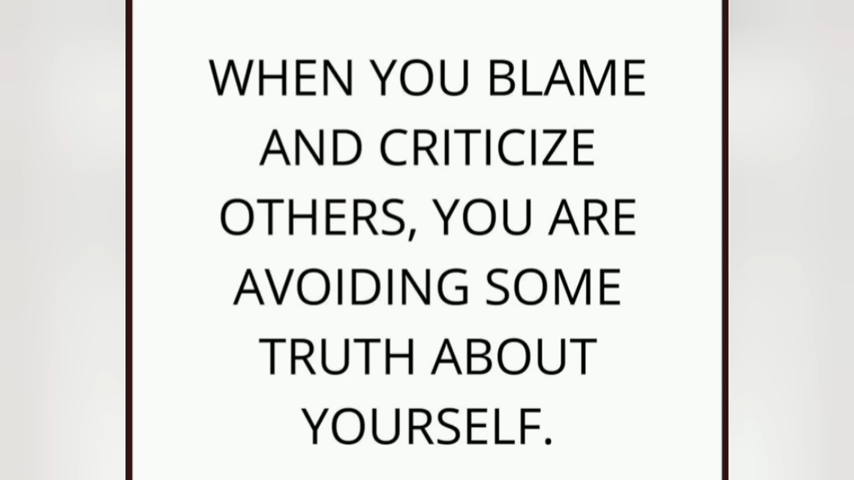 WHEN YOU BLAME
AND CRITICIZE
OTHERS, YOU ARE
AVOIDING SOME
TRUTH ABOUT
YOURSELF.